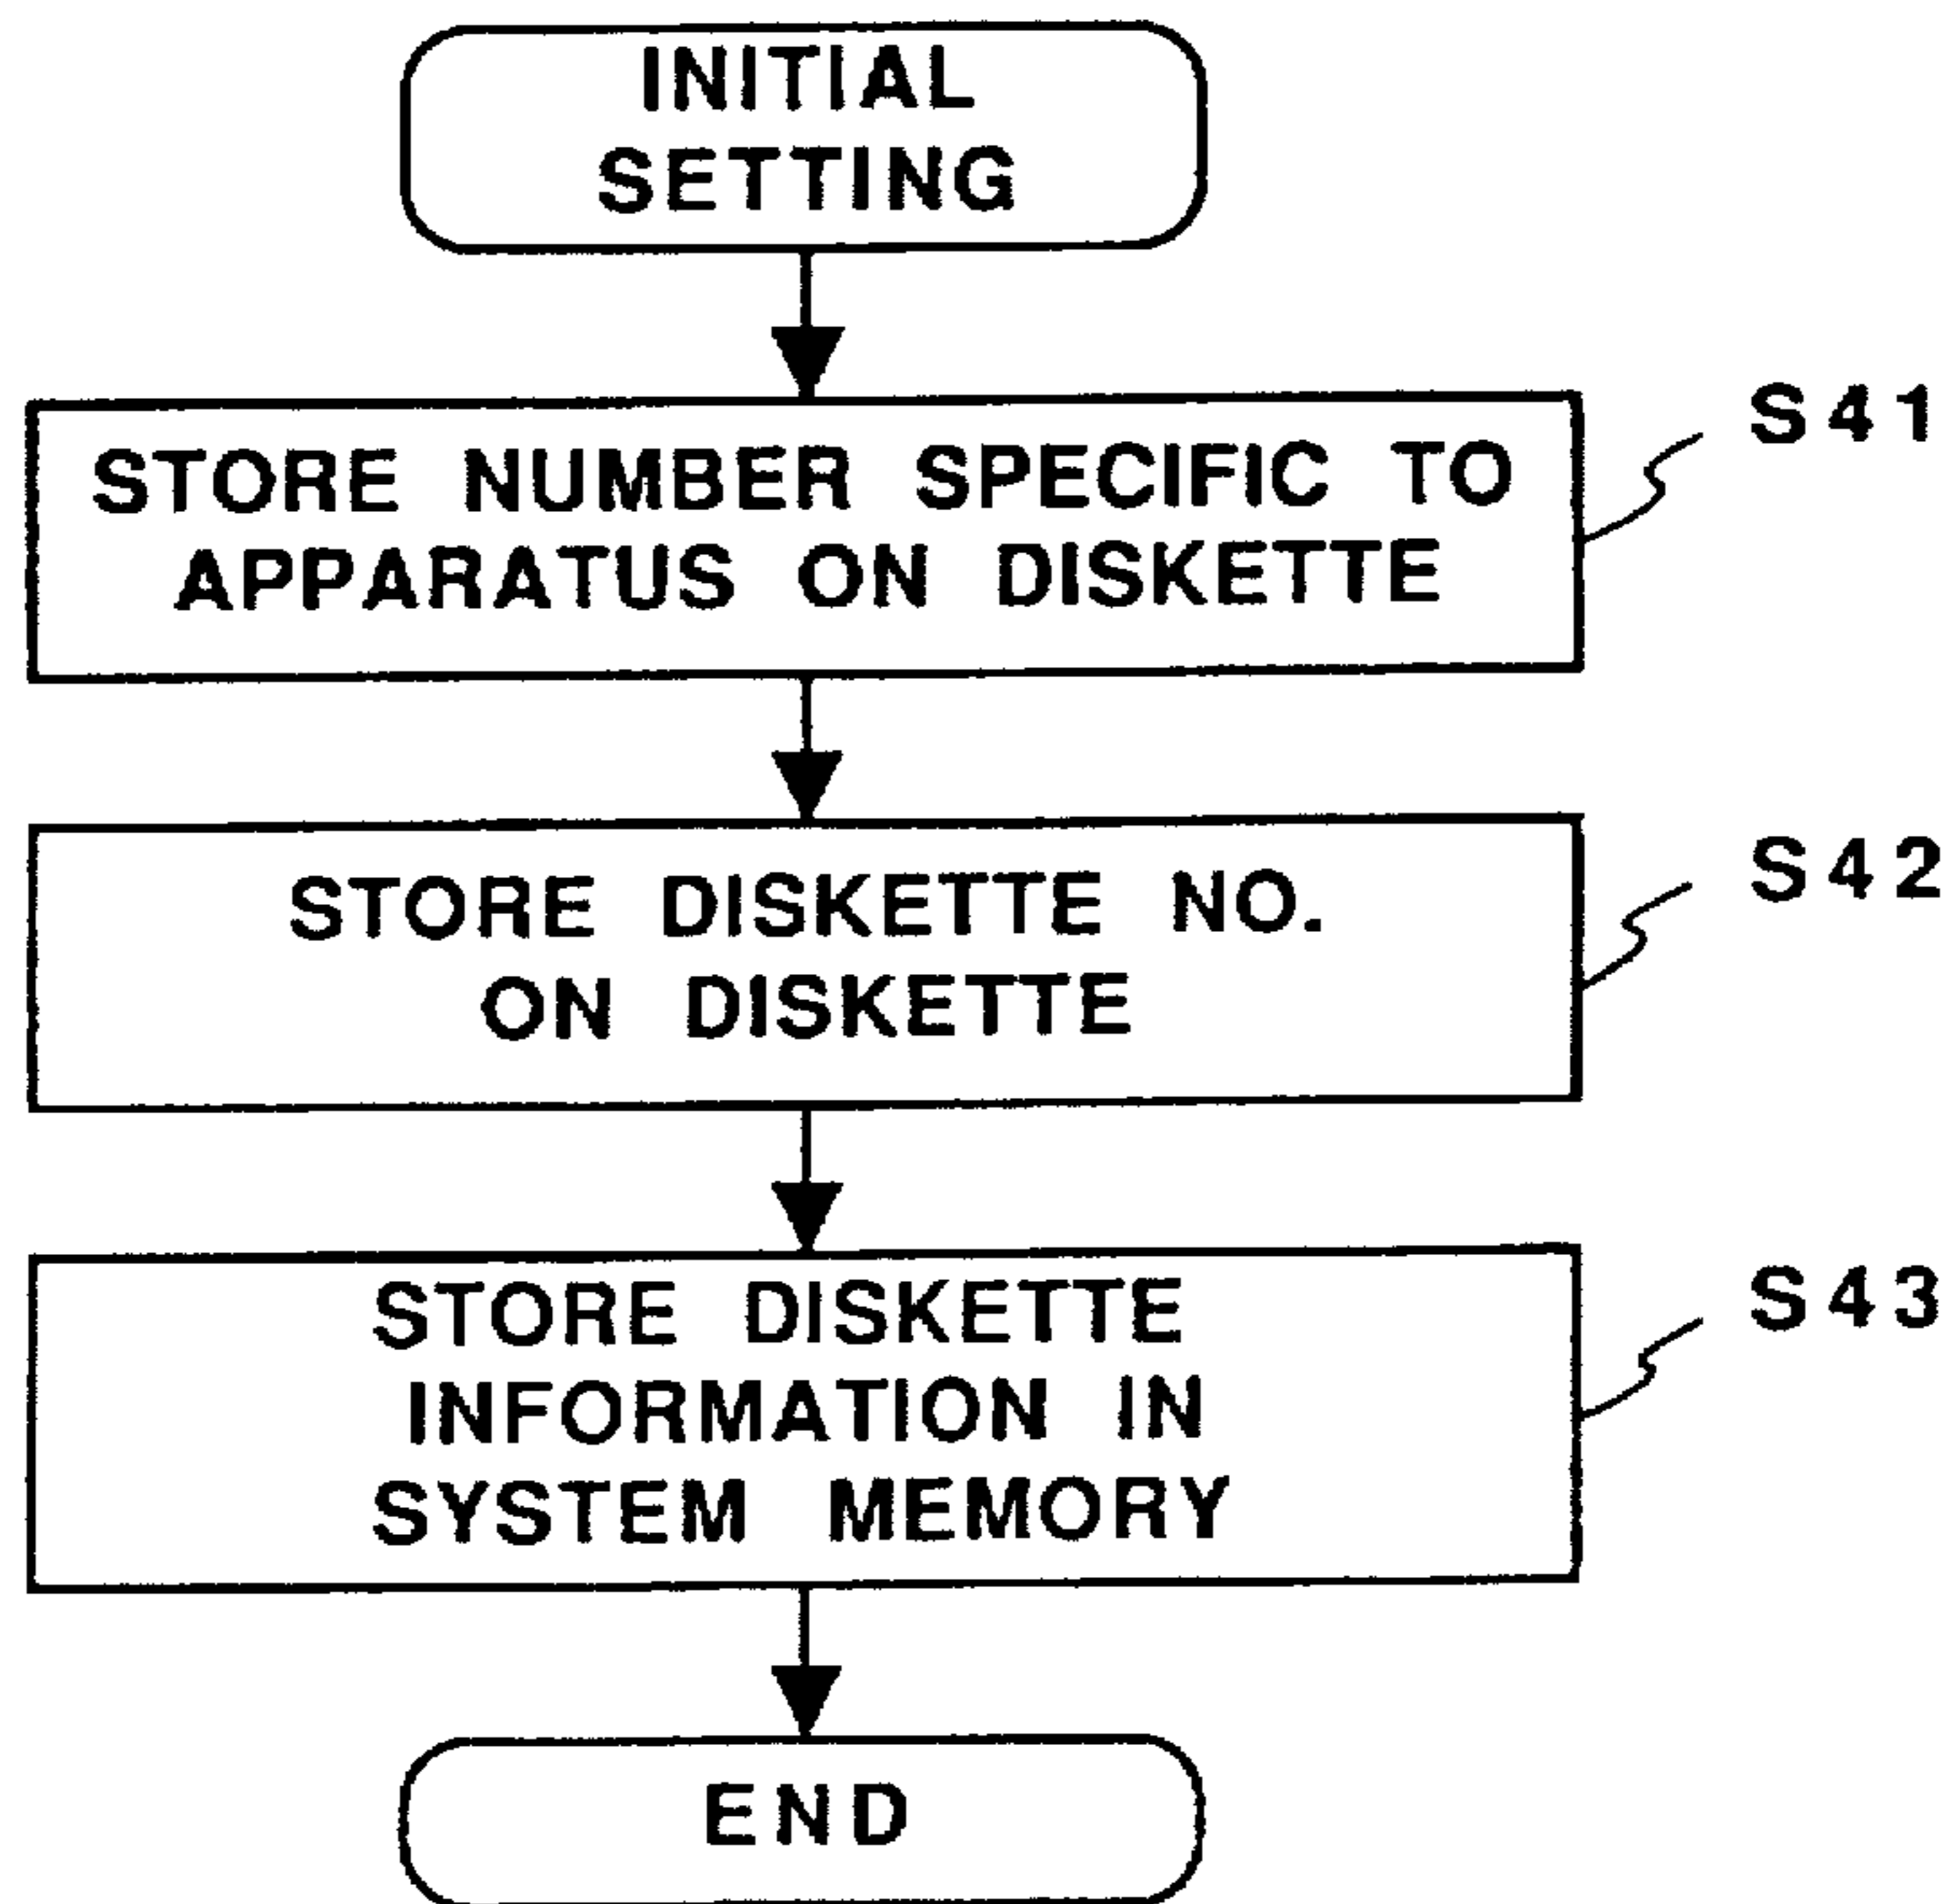 INITIAL
SETTING
S41
STORE NUMBER SPECIFIC TO
APPARATUS ON DISKETTE
S42
STORE DISKETTE NO.
ON DISKETTE
S43
STORE DISKETTE
INFORMATION IN
SYSTEM MEMORY
END